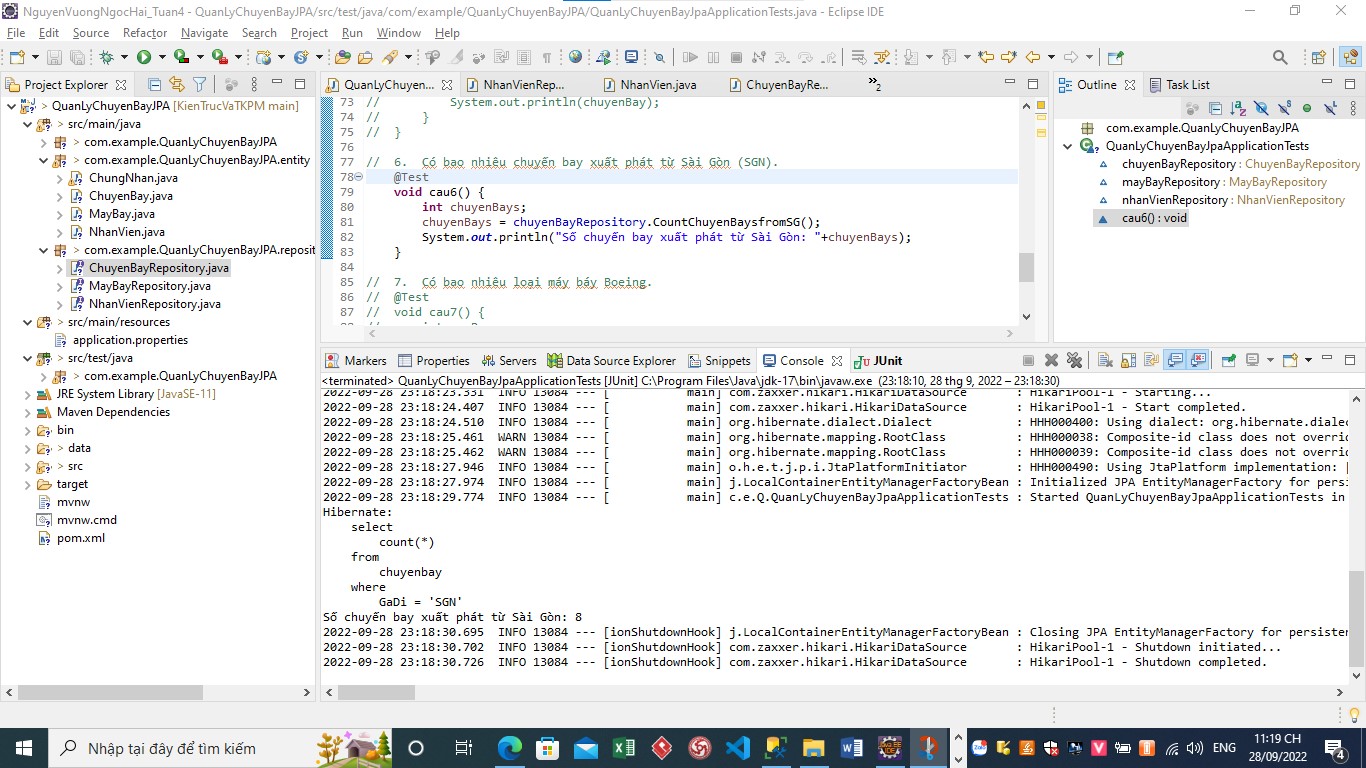 NguyenVuongNgocHai_Tuan4 - QuanLyChuyenBayJPA/src/test/java/com/example/QuanLyChuyenBayJPA/QuanLyChuyenBayJpaApplicationTests.java - Eclipse IDE
File Edit Source Refactor Navigate Search Project Run Window Help
Project Explorer
> QuanLyChuyenBayJPA [KienTrucVaTKPM main]
> src/main/java
> com.example.QuanLyChuyenBayJPA
> com.example.QuanLyChuyenBayJPA.entity
ChungNhan.java
ChuyenBay.java
MayBay.java
NhanVien.java
> com.example.QuanLyChuyenBayJPA.reposit
ChuyenBayRepository.java
MayBayRepository.java
NhanVienRepository.java
> src/main/resources
application.properties
> src/test/java
> com.example.QuanLyChuyenBayJPA
JRE System Library [JavaSE-11]
Maven Dependencies
bin
> data
> src
target
mvnw
mvnw.cmd
pom.xml
QuanLyChuyen... NhanVienRep... NhanVien.java ChuyenBayRe... »2
73 // System.out.println(chuyenBay);
74 // }
75 // }
76
77 // 6. Có bao nhiêu chuyến bay xuất phát từ Sài Gòn (SGN).
78 @Test
79 void cau6() {
80 int chuyenBays;
81 chuyenBays = chuyenBayRepository.CountChuyenBaysfromSG();
82 System.out.println("Số chuyến bay xuất phát từ Sài Gòn: "+chuyenBays);
83 }
84
85 // 7. Có bao nhiêu loại máy báy Boeing.
86 // @Test
87 // void cau7() {
Outline Task List
com.example.QuanLyChuyenBayJPA
QuanLyChuyenBayJpaApplicationTests
chuyenBayRepository : ChuyenBayRepository
mayBayRepository : MayBayRepository
nhanVienRepository : NhanVienRepository
cau6() : void
Markers Properties Servers Data Source Explorer Snippets Console JUnit
<terminated> QuanLyChuyenBayJpaApplicationTests [JUnit] C:\Program Files\Java\jdk-17\bin\javaw.exe (23:18:10, 28 thg 9, 2022 – 23:18:30)
2022-09-28 23:18:23.331 INFO 13084 --- [ main] com.zaxxer.hikari.HikariDataSource : HikariPool-1 - Starting...
2022-09-28 23:18:24.407 INFO 13084 --- [ main] com.zaxxer.hikari.HikariDataSource : HikariPool-1 - Start completed.
2022-09-28 23:18:24.510 INFO 13084 --- [ main] org.hibernate.dialect.Dialect : HHH000400: Using dialect: org.hibernate.dialec
2022-09-28 23:18:25.461 WARN 13084 --- [ main] org.hibernate.mapping.RootClass : HHH000038: Composite-id class does not overric
2022-09-28 23:18:25.462 WARN 13084 --- [ main] org.hibernate.mapping.RootClass : HHH000039: Composite-id class does not overric
2022-09-28 23:18:27.946 INFO 13084 --- [ main] o.h.e.t.j.p.i.JtaPlatformInitiator : HHH000490: Using JtaPlatform implementation: [
2022-09-28 23:18:27.974 INFO 13084 --- [ main] j.LocalContainerEntityManagerFactoryBean : Initialized JPA EntityManagerFactory for persi
2022-09-28 23:18:29.774 INFO 13084 --- [ main] c.e.Q.QuanLyChuyenBayJpaApplicationTests : Started QuanLyChuyenBayJpaApplicationTests in
Hibernate:
select
count(*)
from
chuyenbay
where
GaDi = 'SGN'
Số chuyến bay xuất phát từ Sài Gòn: 8
2022-09-28 23:18:30.695 INFO 13084 --- [ionShutdownHook] j.LocalContainerEntityManagerFactoryBean : Closing JPA EntityManagerFactory for persister
2022-09-28 23:18:30.702 INFO 13084 --- [ionShutdownHook] com.zaxxer.hikari.HikariDataSource : HikariPool-1 - Shutdown initiated...
2022-09-28 23:18:30.726 INFO 13084 --- [ionShutdownHook] com.zaxxer.hikari.HikariDataSource : HikariPool-1 - Shutdown completed.
Nhập tại đây để tìm kiếm
ENG
11:19 CH
28/09/2022
4